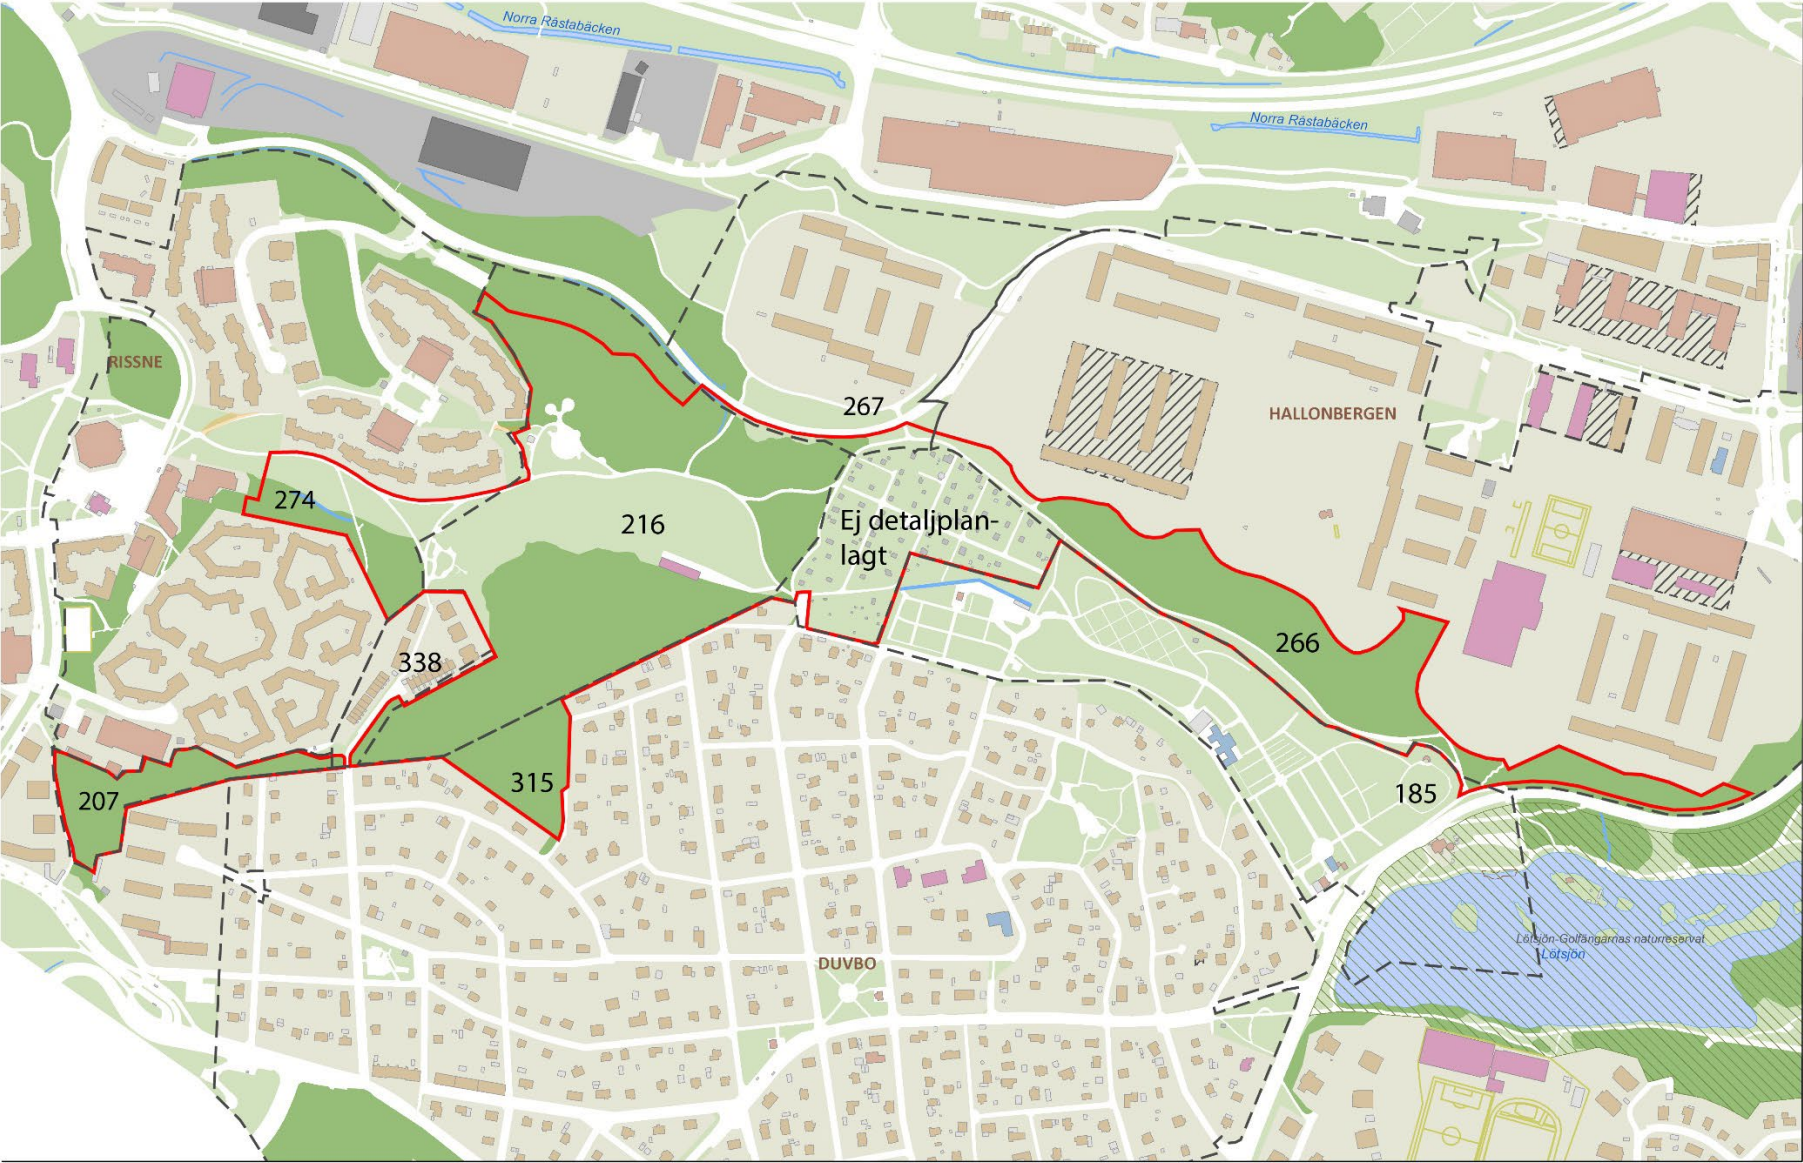 Norra Råstabäcken
Norra Råstabäcken
RISSNE
267
HALLONBERGEN
274
216
Ej detaljplan-
lagt
266
338
315
185
207
Lötsjön-Golfängarnas naturreservat
Lötsjön
DUVBO